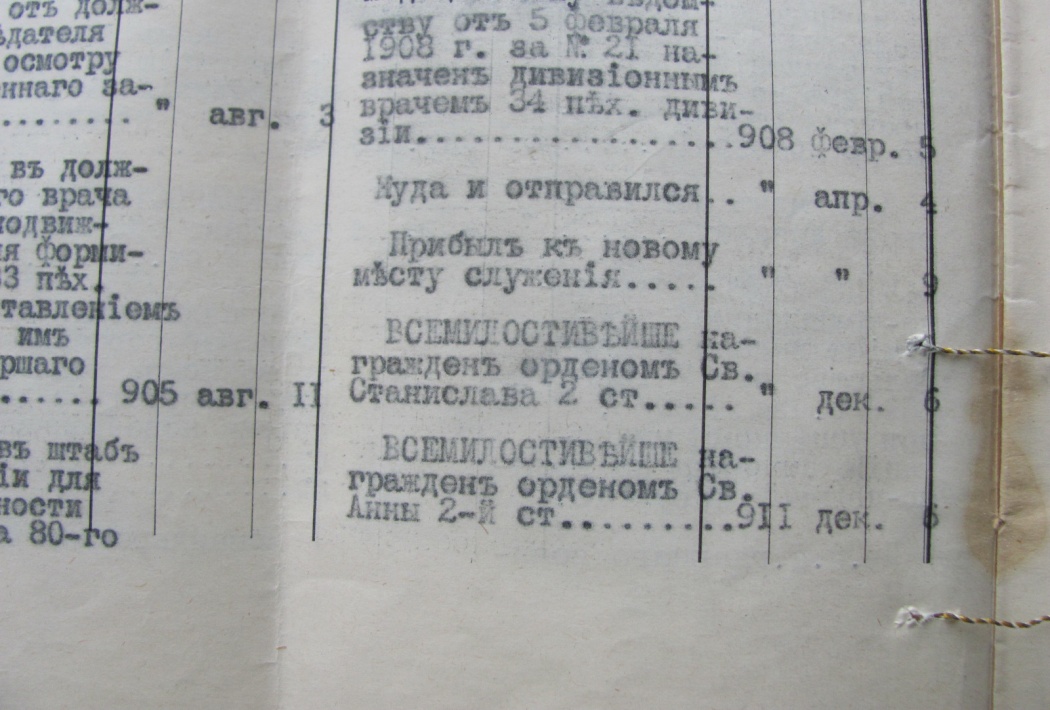 отъ долж-
ѣдателя
осмотру
ннаго за-
........ " авг. 3
въ долж-
го врача
подвиж-
ія форми-
33 пѣх.
тавленіемъ
имъ
ршаго
...... 905 авг. II
въ штабъ
іи для
ности
а 80-го
ству отъ 5 февраля
1908 г. за № 21 на-
значенъ дивизіоннымъ
врачемъ 34 пѣх. диви-
зіи..................908 февр. 5
Куда и отправился.. " апр. 4
Прибылъ къ новому
мѣсту служенія..... " " 9
ВСЕМИЛОСТИВѢЙШЕ на-
гражденъ орденомъ Св.
Станислава 2 ст..... " дек. 6
ВСЕМИЛОСТИВѢЙШЕ на-
гражденъ орденомъ Св.
Анны 2-й ст..........9II дек. 6